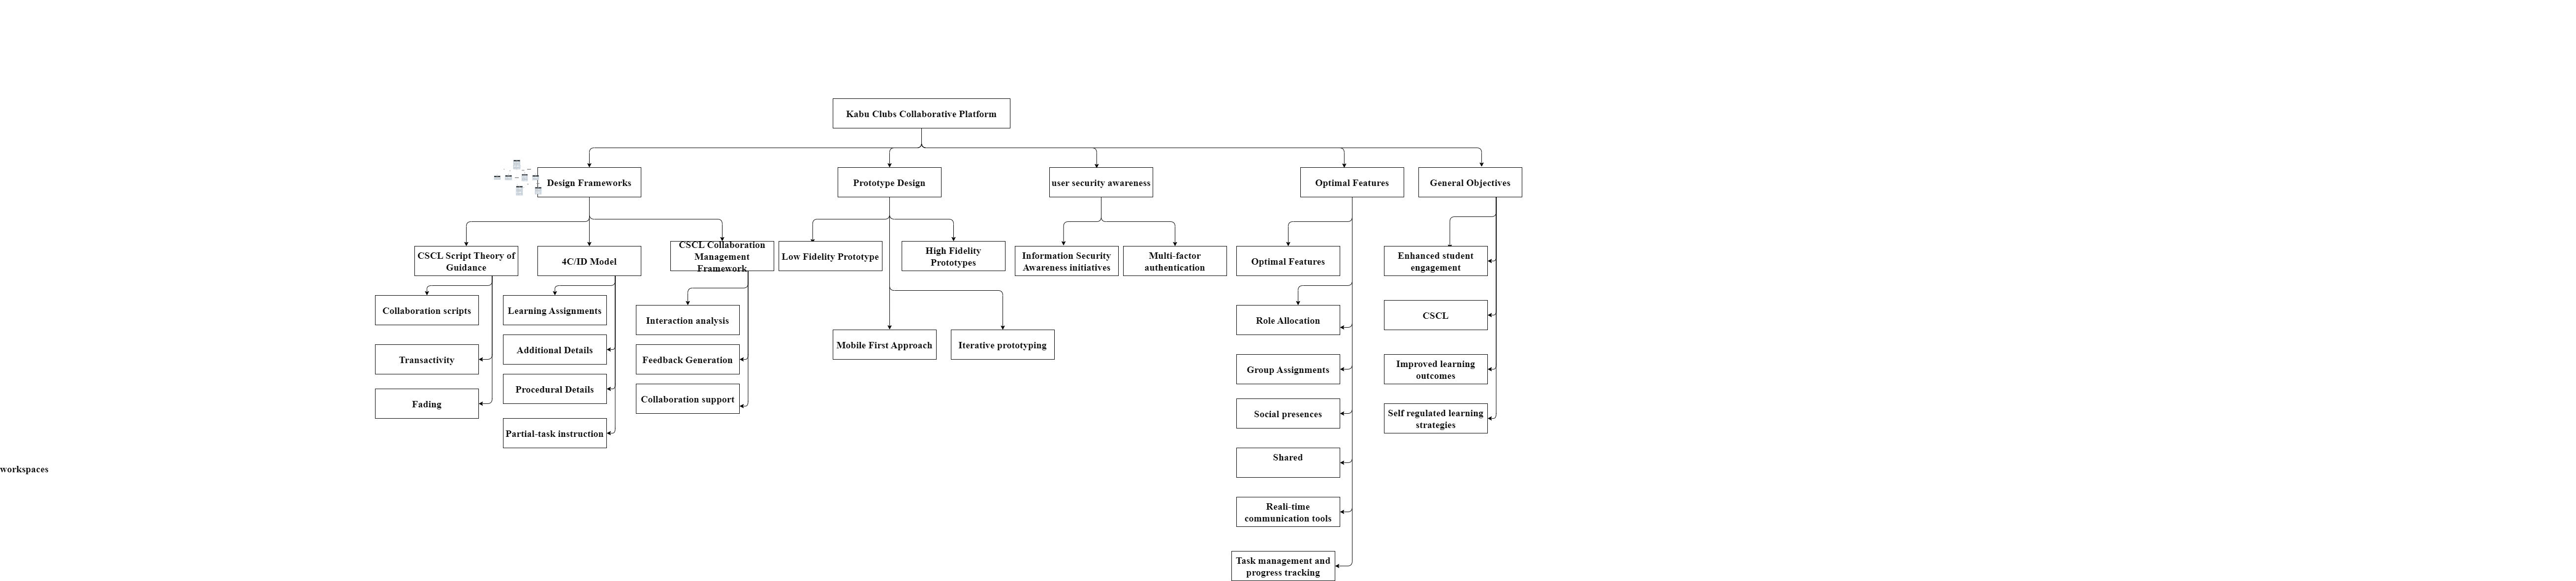 Kabu Clubs Collaborative Platform
Design Frameworks
Prototype Design
user security awareness
Optimal Features
General Objectives
CSCL Script Theory of
Guidance
4C/ID Model
CSCL Collaboration
Management
Framework
Low Fidelity Prototype
High Fidelity
Prototypes
Information Security
Awareness initiatives
Multi-factor
authentication
Optimal Features
Enhanced student
engagement
Collaboration scripts
Learning Assignments
Interaction analysis
Role Allocation
CSCL
Transactivity
Additional Details
Feedback Generation
Mobile First Approach
Iterative prototyping
Group Assignments
Improved learning
outcomes
Fading
Procedural Details
Collaboration support
Social presences
Self regulated learning
strategies
Partial-task instruction
Shared
workspaces
Reali-time
communication tools
Task management and
progress tracking